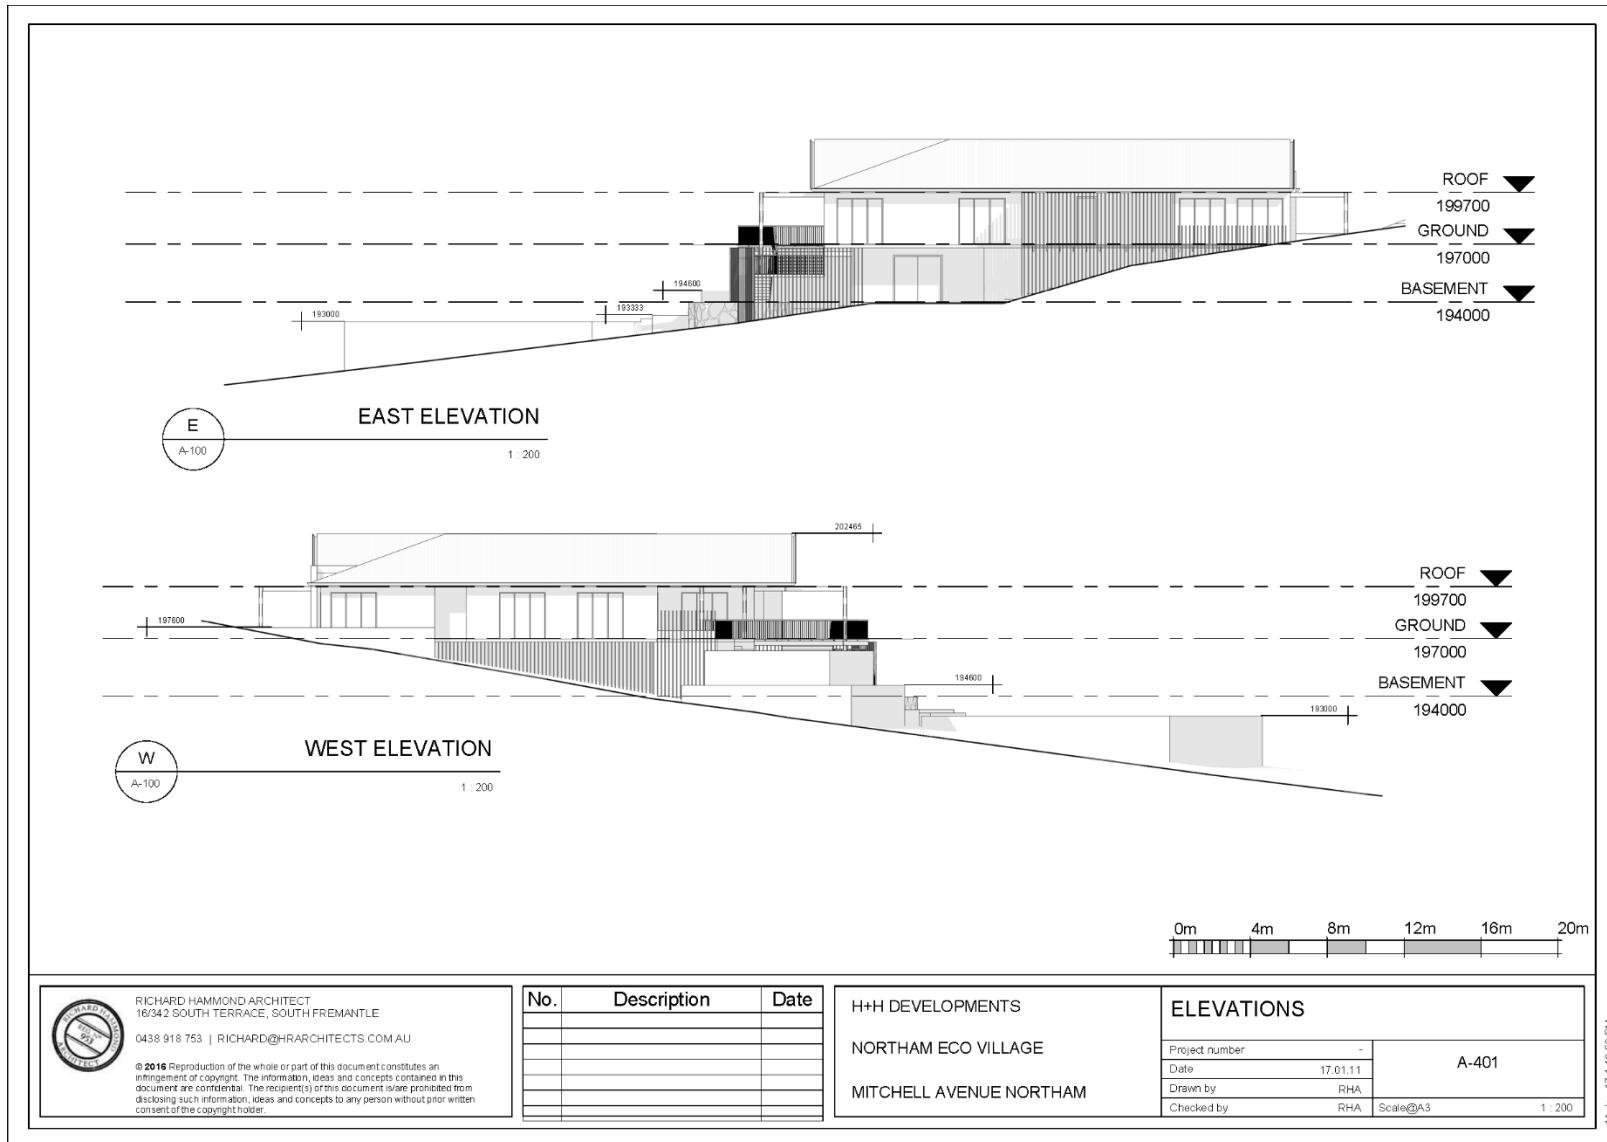 ROOF
199700
GROUND
197000
BASEMENT
194000
194600
193333
193000
E
A-100
EAST ELEVATION
1 : 200
202465
ROOF
199700
GROUND
197000
BASEMENT
194000
197600
194600
193000
W
A-100
WEST ELEVATION
1 : 200
0m 4m 8m 12m 16m 20m
RICHARD HAMMOND
REG. Nº
953
ARCHITECT
RICHARD HAMMOND ARCHITECT
16/342 SOUTH TERRACE, SOUTH FREMANTLE
0438 918 753 | RICHARD@HRARCHITECTS.COM.AU
© 2016 Reproduction of the whole or part of this document constitutes an
infringement of copyright. The information, ideas and concepts contained in this
document are confidential. The recipient(s) of this document is/are prohibited from
disclosing such information, ideas and concepts to any person without prior written
consent of the copyright holder.
No. Description Date
H+H DEVELOPMENTS
NORTHAM ECO VILLAGE
MITCHELL AVENUE NORTHAM
ELEVATIONS
Project number -
Date 17.01.11
Drawn by RHA
Checked by RHA
A-401
Scale@A3 1 : 200